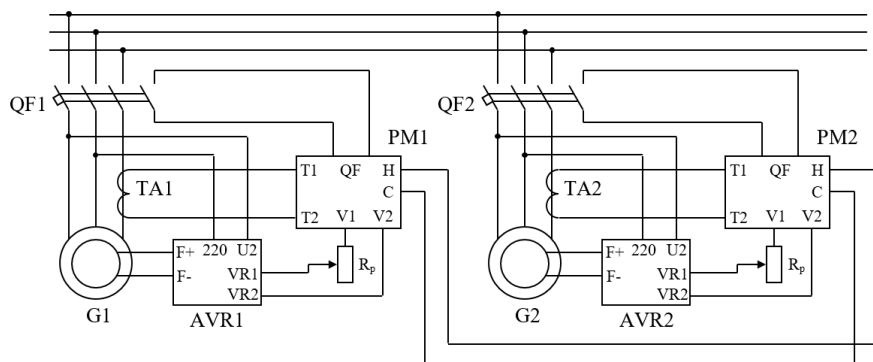 QF1
QF2
PM1
PM2
TA1
T1 QF H
C
T2 V1 V2
TA2
T1 QF H
C
T2 V1 V2
F+ 220 U2
F-
VR1
VR2
Rp
F+ 220 U2
F-
VR1
VR2
Rp
G1
AVR1
G2
AVR2